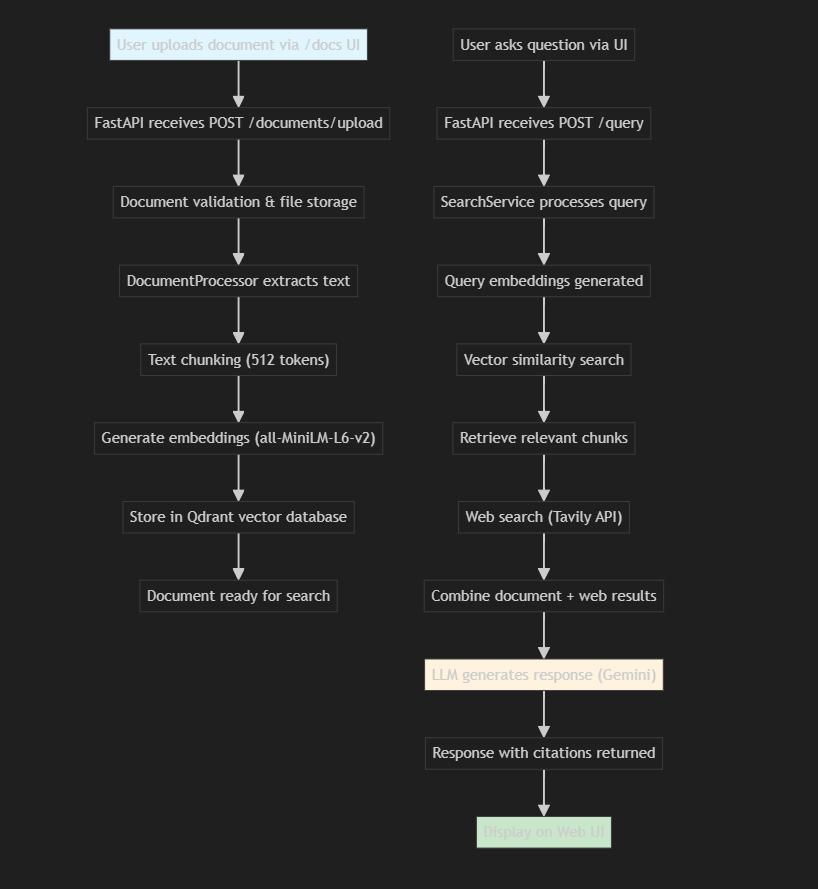 User uploads document via /docs UI
FastAPI receives POST /documents/upload
Document validation & file storage
DocumentProcessor extracts text
Text chunking (512 tokens)
Generate embeddings (all-MiniLM-L6-v2)
Store in Qdrant vector database
Document ready for search
User asks question via UI
FastAPI receives POST /query
SearchService processes query
Query embeddings generated
Vector similarity search
Retrieve relevant chunks
Web search (Tavily API)
Combine document + web results
LLM generates response (Gemini)
Response with citations returned
Display on Web UI